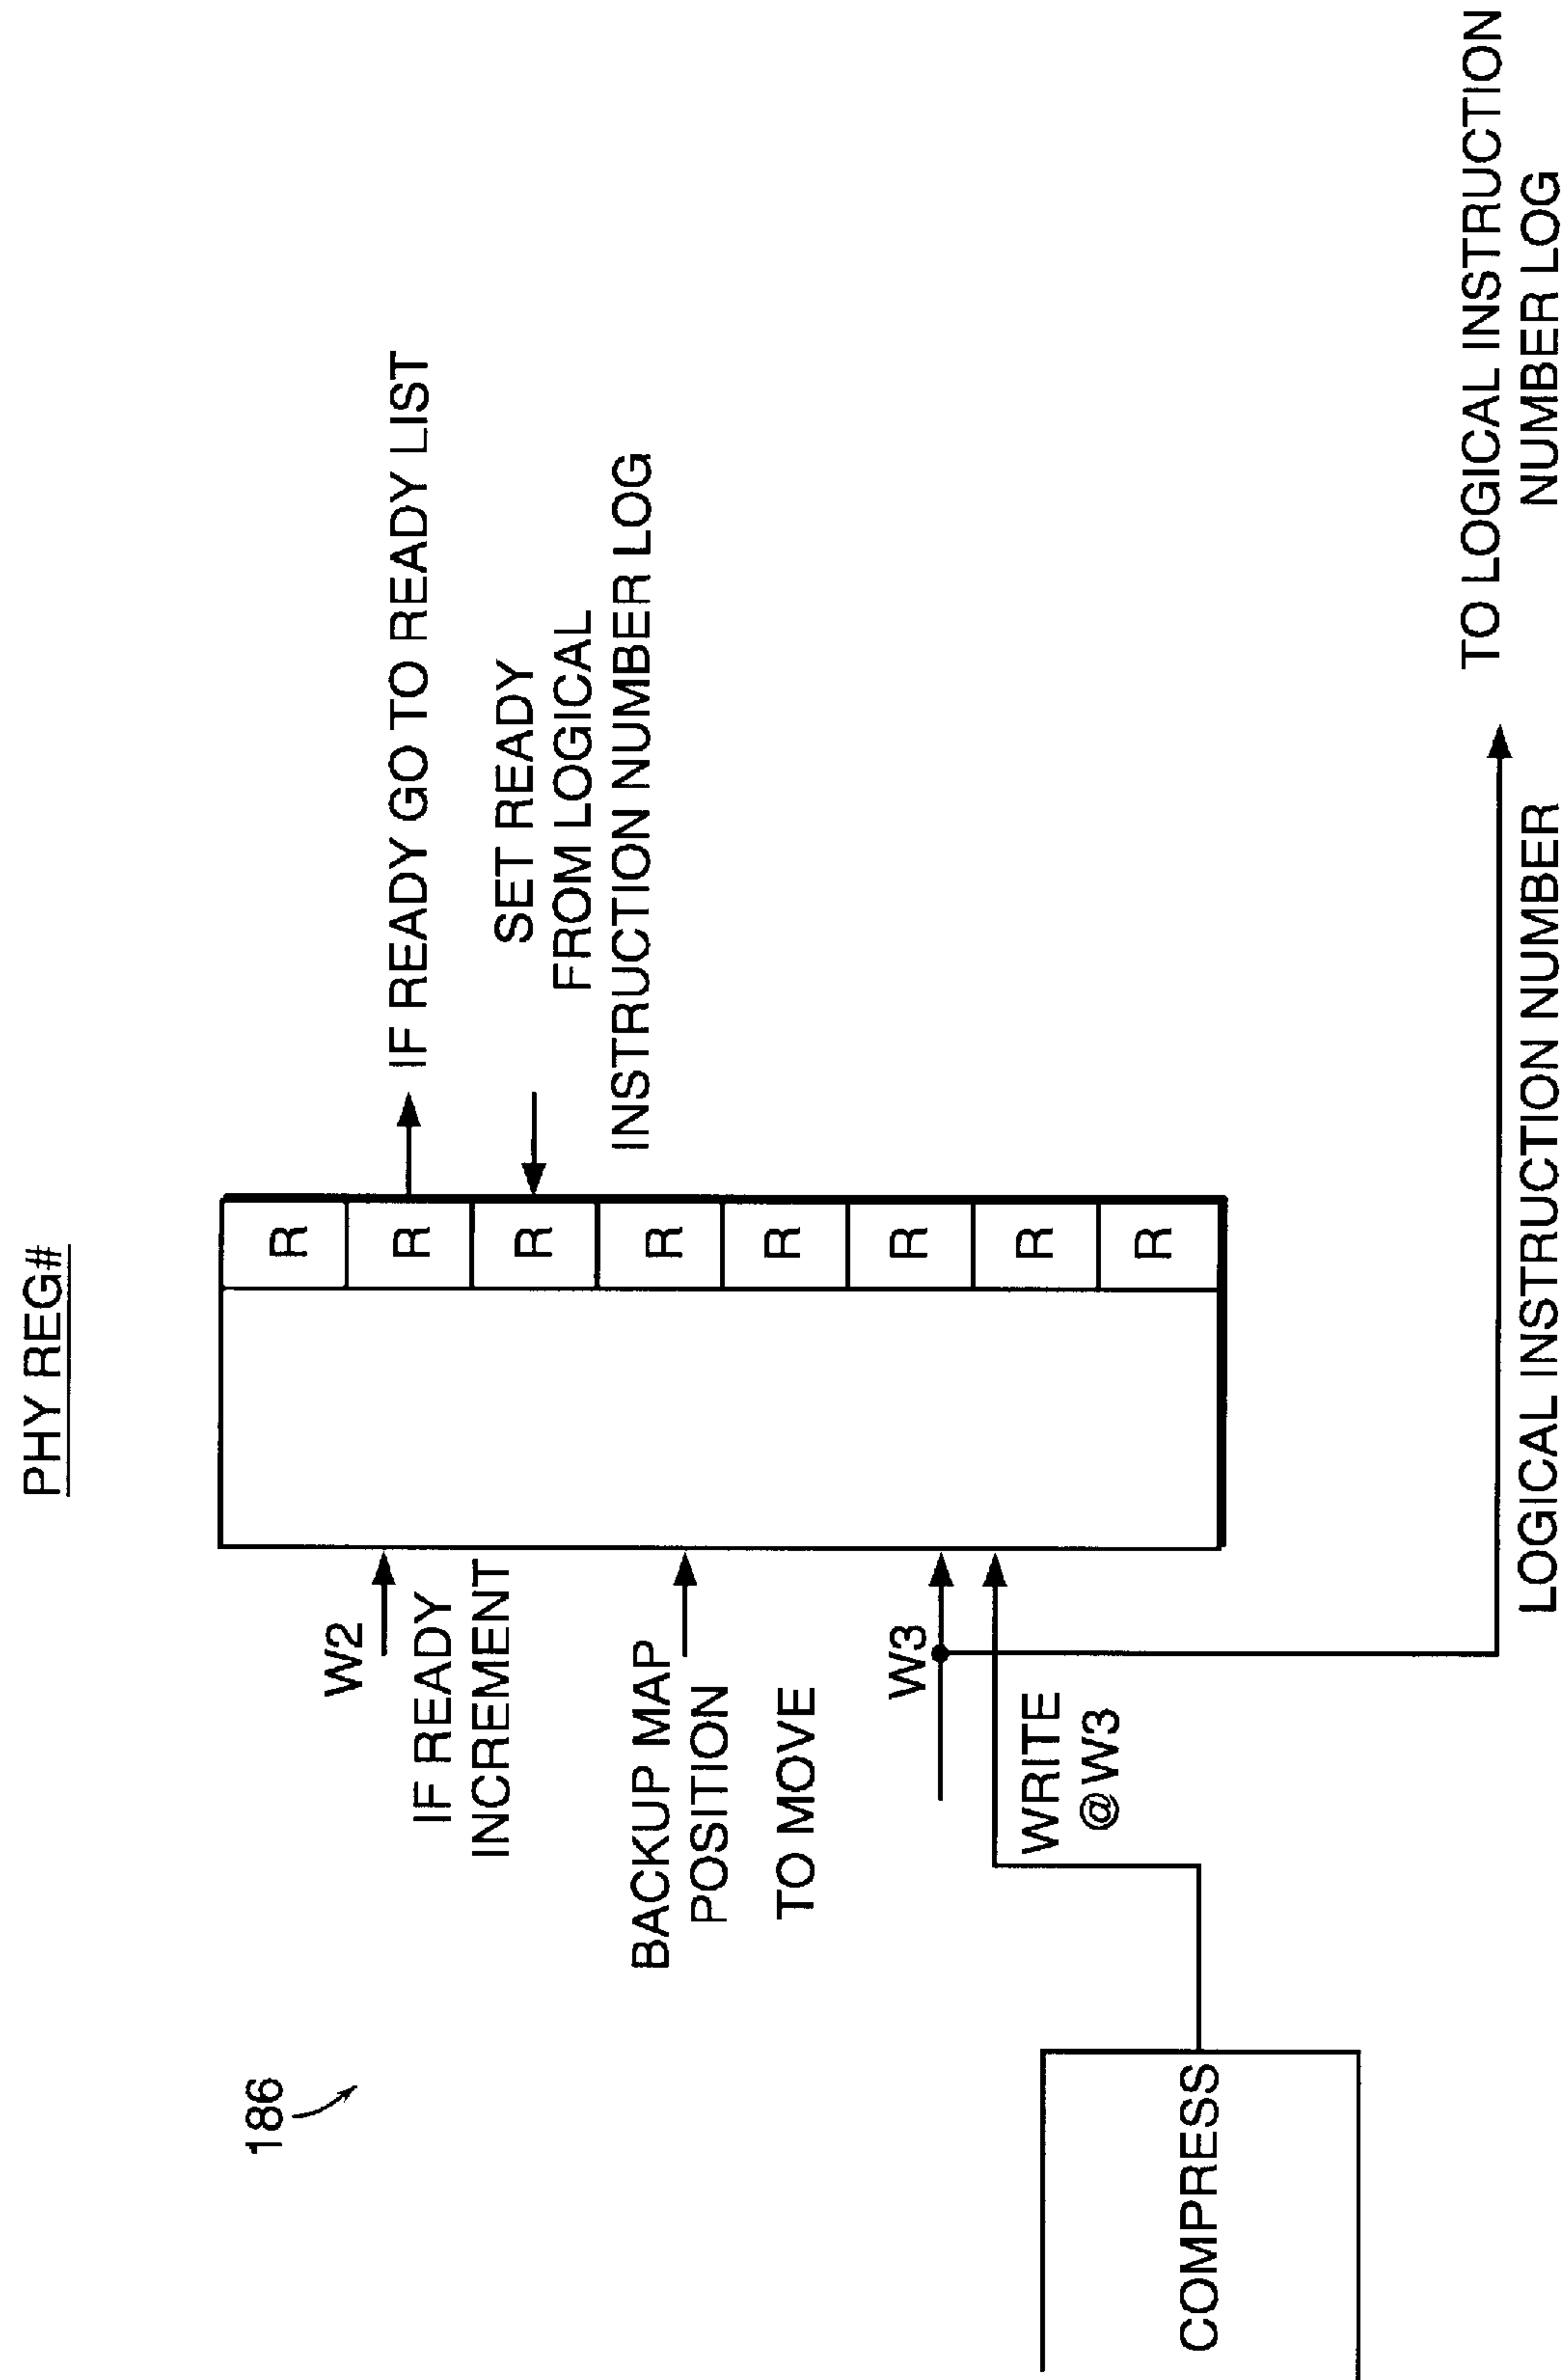 PHY REG#
186
W2
IF READY
INCREMENT
BACKUP MAP
POSITION
TO MOVE
W3
WRITE
@W3
COMPRESS
R
R
R
R
R
R
R
R
IF READY GO TO READY LIST
SET READY
FROM LOGICAL
INSTRUCTION NUMBER LOG
LOGICAL INSTRUCTION NUMBER
TO LOGICAL INSTRUCTION
NUMBER LOG